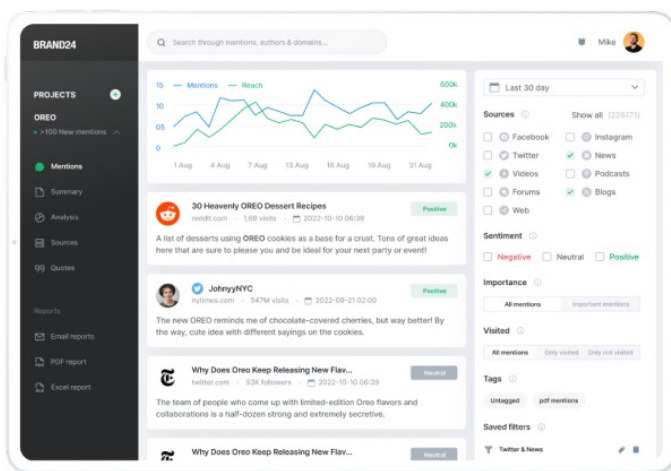 BRAND24
Search through mentions, authors & domains...
Mike
PROJECTS
OREO
>100 New mentions
Mentions
Summary
Analysis
Sources
Quotes
Reports
Email reports
PDF report
Excel report
15 Mentions Reach 600k
10 400k
05 200k
0 0k
1 Aug 4 Aug 7 Aug 13 Aug 16 Aug 19 Aug 31 Aug
30 Heavenly OREO Dessert Recipes Positive
reddit.com · 1,6B visits · 2022-10-10 06:39
A list of desserts using OREO cookies as a base for a crust. Tons of great ideas
here that are sure to please you and be ideal for your next party or event!
JohnyyNYC Positive
nytimes.com · 547M visits · 2022-09-21 02:00
The new OREO reminds me of chocolate-covered cherries, but way better! By
the way, cute idea with different sayings on the cookies.
Why Does Oreo Keep Releasing New Flav... Neutral
twitter.com · 93K followers · 2022-10-10 06:39
The team of people who come up with limited-edition Oreo flavors and
collaborations is a half-dozen strong and extremely secretive.
Why Does Oreo Keep Releasing New Flav... Neutral
Last 30 day
Sources Show all (226171)
Facebook Instagram
Twitter News
Videos Podcasts
Forums Blogs
Web
Sentiment
Negative Neutral Positive
Importance
All mentions Important mentions
Visited
All mentions Only visited Only not visited
Tags
Untagged pdf mentions
Saved filters
Twitter & News